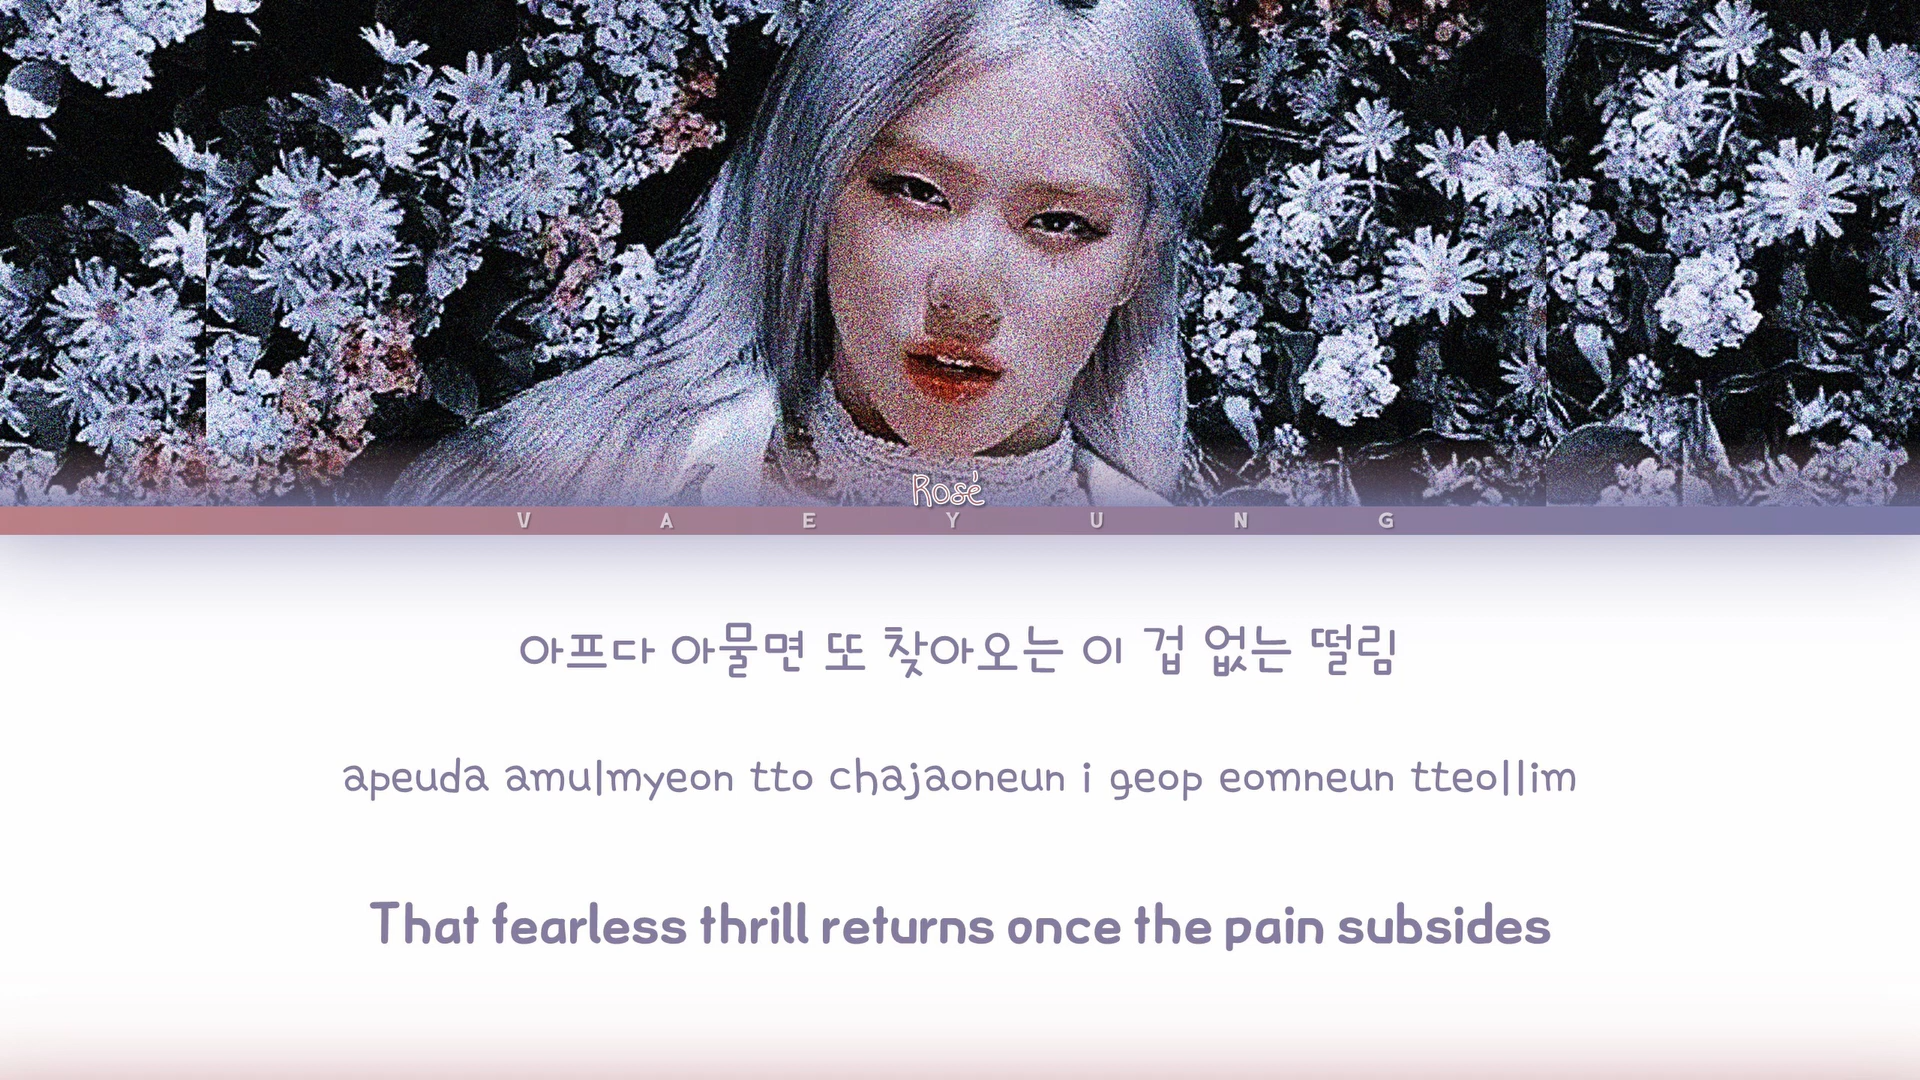 Rosé
V A E Y U N G
아프다 아물면 또 찾아오는 이 겁 없는 떨림
apeuda amulmyeon tto chajaoneun i geop eomneun tteollim
That fearless thrill returns once the pain subsides